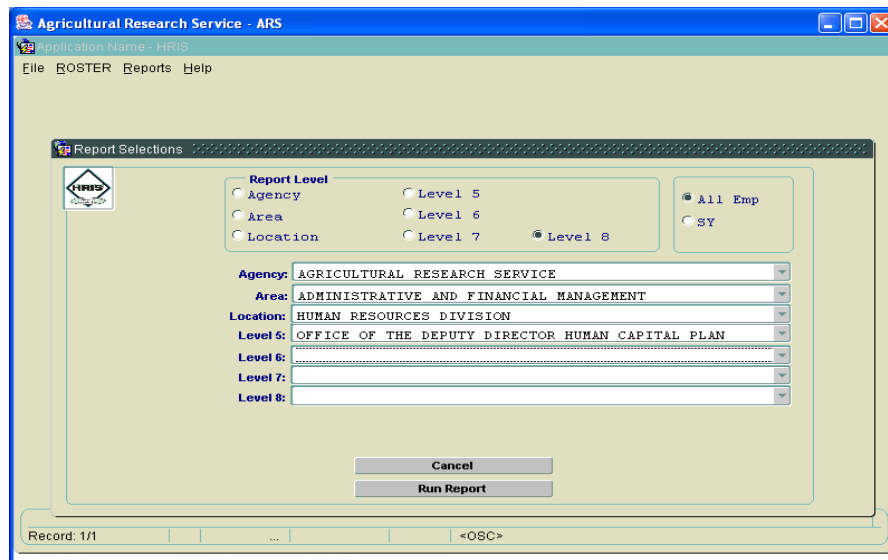 Agricultural Research Service - ARS
Application Name - HRIS
File ROSTER Reports Help
Report Selections
HRIS
Report Level
Agency Level 5
Area Level 6
Location Level 7 Level 8
All Emp
SY
Agency: AGRICULTURAL RESEARCH SERVICE
Area: ADMINISTRATIVE AND FINANCIAL MANAGEMENT
Location: HUMAN RESOURCES DIVISION
Level 5: OFFICE OF THE DEPUTY DIRECTOR HUMAN CAPITAL PLAN
Level 6:
Level 7:
Level 8:
Cancel
Run Report
Record: 1/1 ... <OSC>